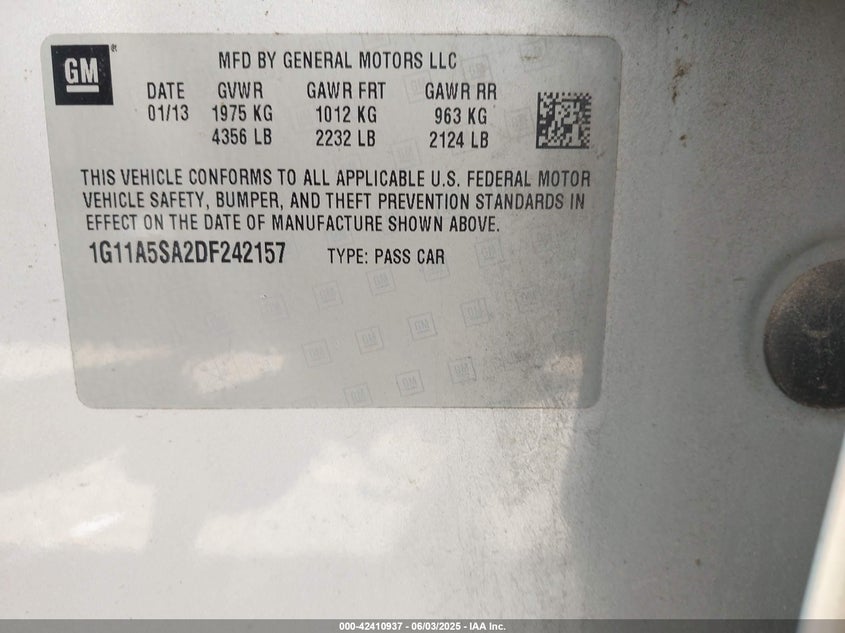 GM
MFD BY GENERAL MOTORS LLC
DATE GVWR GAWR FRT GAWR RR
01/13 1975 KG 1012 KG 963 KG
4356 LB 2232 LB 2124 LB
THIS VEHICLE CONFORMS TO ALL APPLICABLE U.S. FEDERAL MOTOR
VEHICLE SAFETY, BUMPER, AND THEFT PREVENTION STANDARDS IN
EFFECT ON THE DATE OF MANUFACTURE SHOWN ABOVE.
1G11A5SA2DF242157 TYPE: PASS CAR
000-42410937 - 06/03/2025 - IAA Inc.